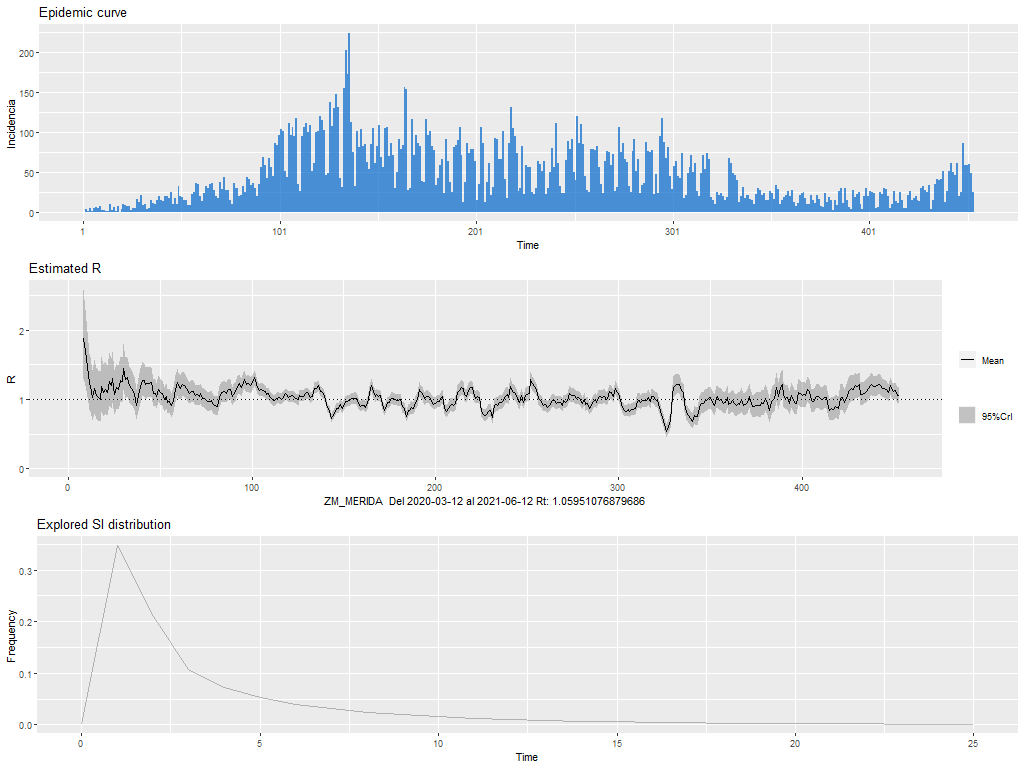 Epidemic curve
200
150
100
50
0
Incidencia
1
101
201
301
401
Time
Estimated R
2
1
0
R
0
100
200
300
400
ZM_MERIDA Del 2020-03-12 al 2021-06-12 Rt: 1.05951076879686
Mean
95%CrI
Explored SI distribution
0.3
0.2
0.1
0.0
Frequency
0
5
10
15
20
25
Time